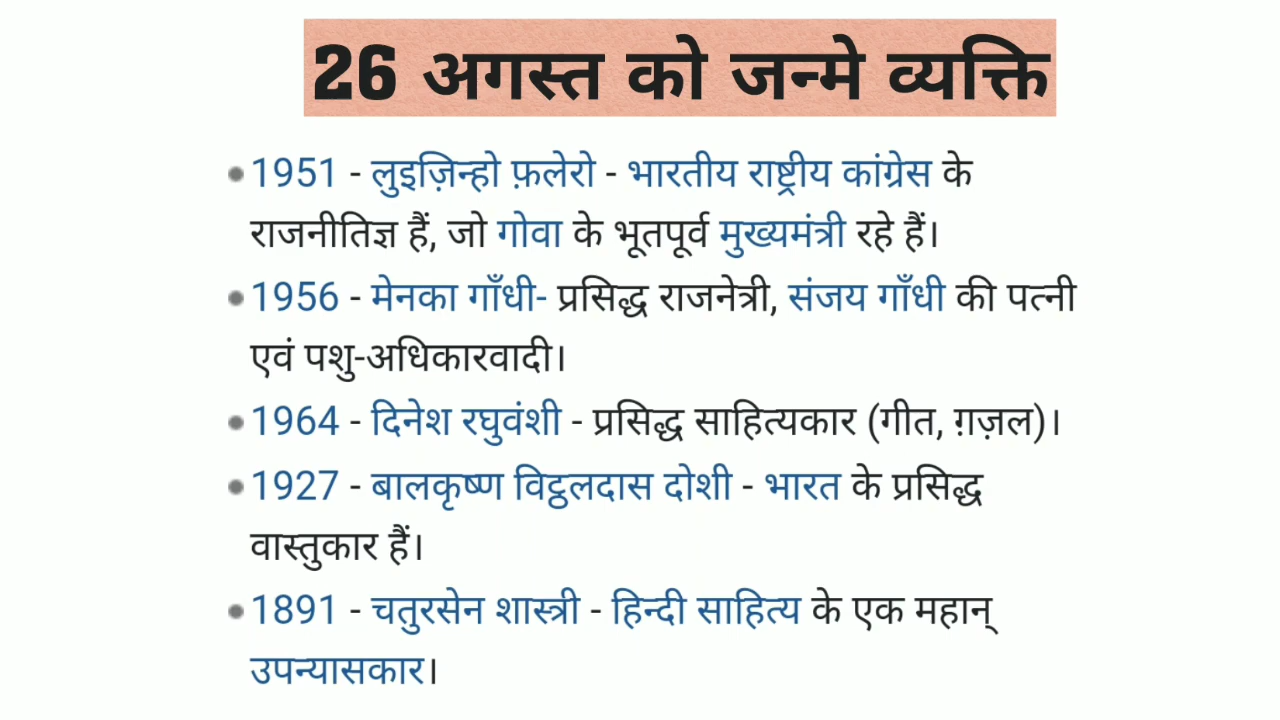 26 अगस्त को जन्मे व्यक्ति
1951 - लुइज़िन्हो फ़लेरो - भारतीय राष्ट्रीय कांग्रेस के
राजनीतिज्ञ हैं, जो गोवा के भूतपूर्व मुख्यमंत्री रहे हैं।
1956 - मेनका गाँधी- प्रसिद्ध राजनेत्री, संजय गाँधी की पत्नी
एवं पशु-अधिकारवादी।
1964 - दिनेश रघुवंशी - प्रसिद्ध साहित्यकार (गीत, ग़ज़ल)।
1927 - बालकृष्ण विट्ठलदास दोशी - भारत के प्रसिद्ध
वास्तुकार हैं।
1891 - चतुरसेन शास्त्री - हिन्दी साहित्य के एक महान्
उपन्यासकार।